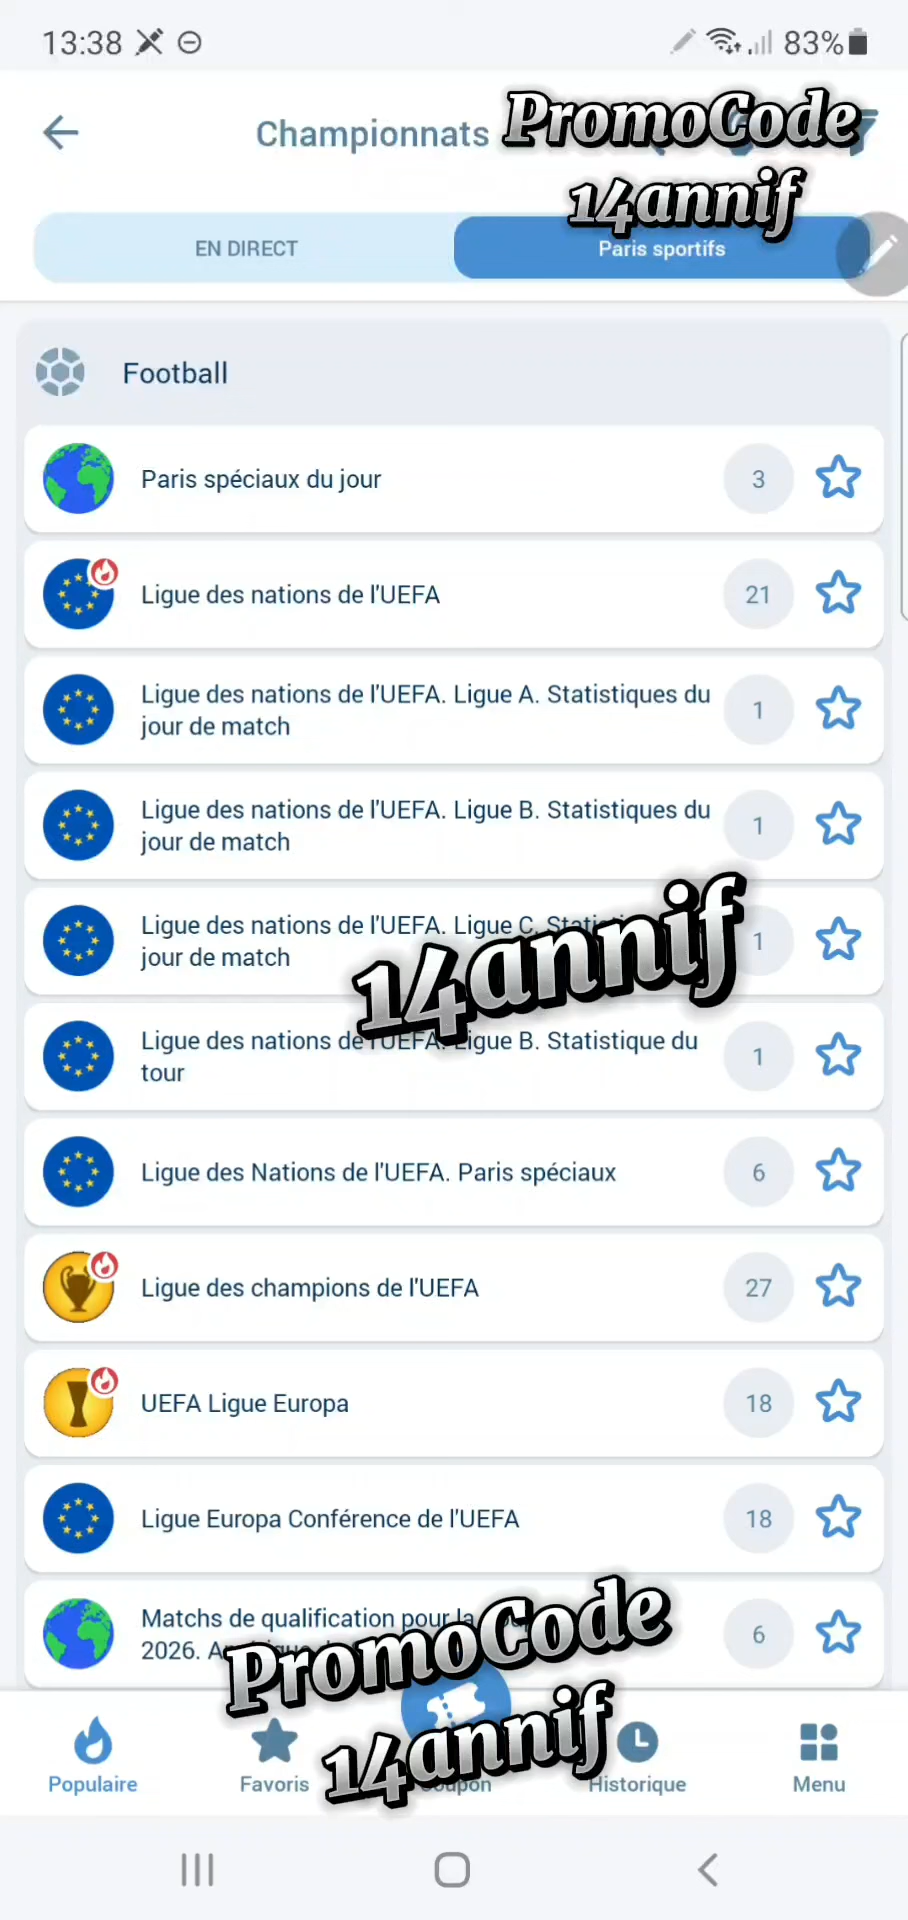 13:38
83%
Championnats
PromoCode
14annif
EN DIRECT
Paris sportifs
Football
Paris spéciaux du jour
3
Ligue des nations de l'UEFA
21
Ligue des nations de l'UEFA. Ligue A. Statistiques du
jour de match
1
Ligue des nations de l'UEFA. Ligue B. Statistiques du
jour de match
1
Ligue des nations de l'UEFA. Ligue C.
jour de match
1
14annif
Ligue des nations de l'UEFA. Ligue B. Statistique du
tour
1
Ligue des Nations de l'UEFA. Paris spéciaux
6
Ligue des champions de l'UEFA
27
UEFA Ligue Europa
18
Ligue Europa Conférence de l'UEFA
18
Matchs de qualification pour la
2026.
6
PromoCode
14annif
Populaire
Favoris
Coupon
Historique
Menu